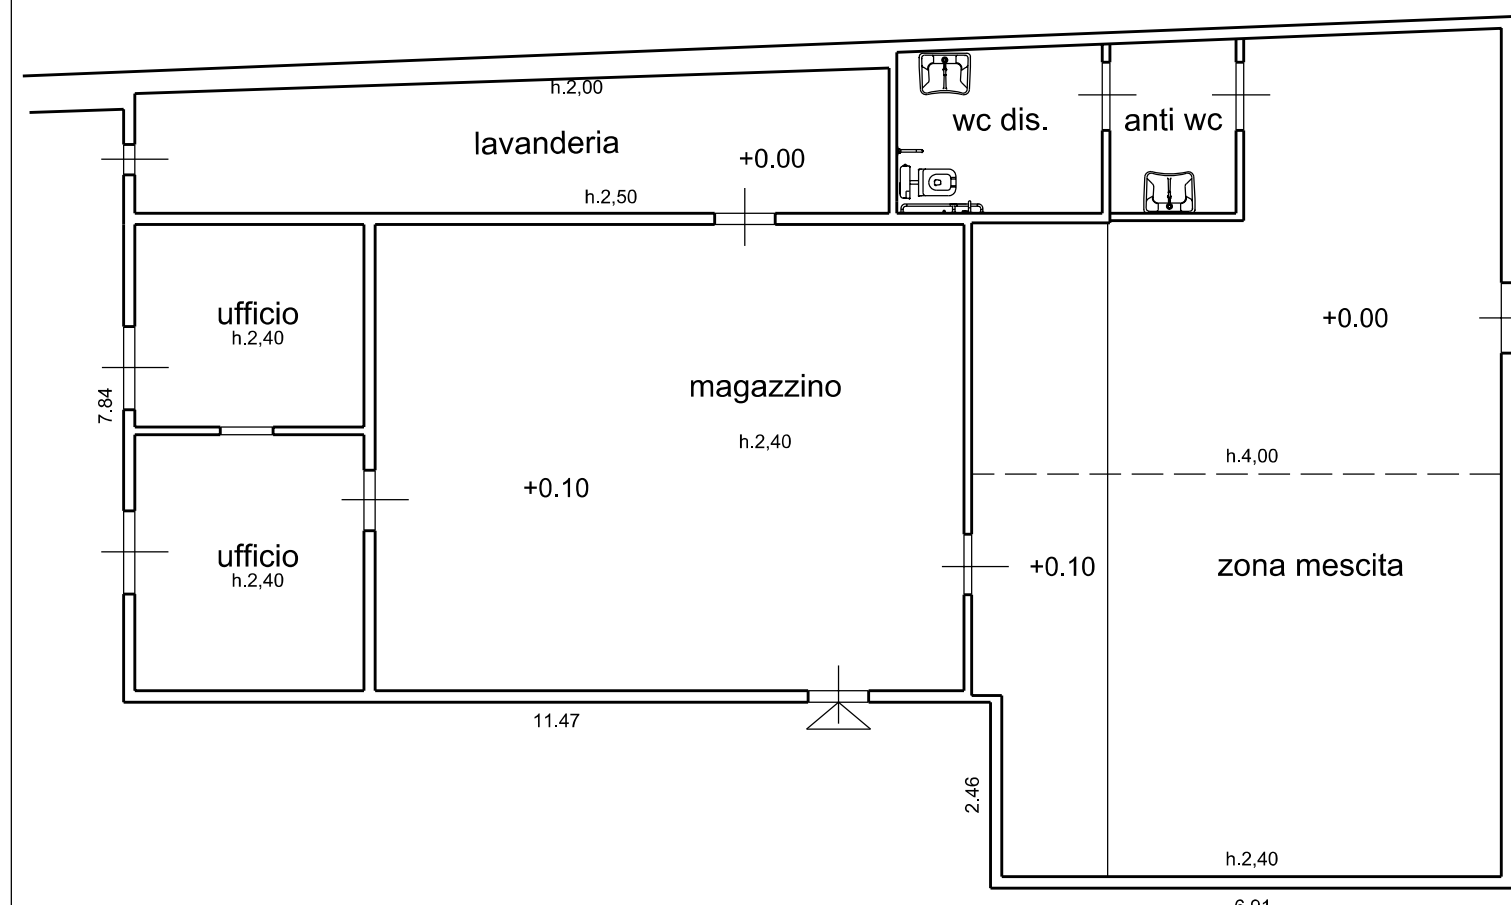 h.2,00
lavanderia
+0.00
h.2,50
wc dis.
anti wc
ufficio
h.2,40
+0.00
7.84
magazzino
h.2,40
h.4,00
+0.10
ufficio
h.2,40
+0.10
zona mescita
11.47
2.46
h.2,40
6.91